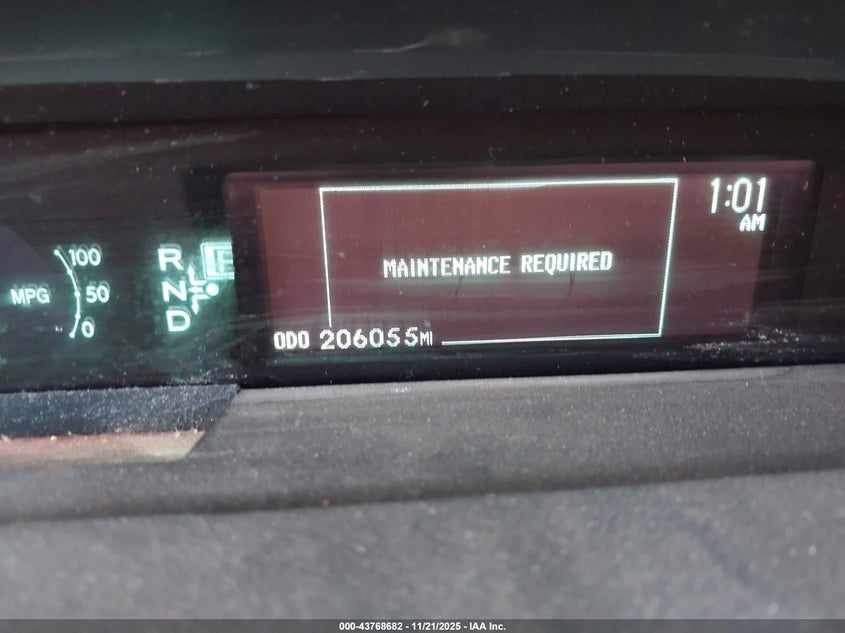 1:01
AM
100
MPG
50
0
R
N
D
P
MAINTENANCE REQUIRED
ODO 206055MI
000-43768682 - 11/21/2025 - IAA Inc.